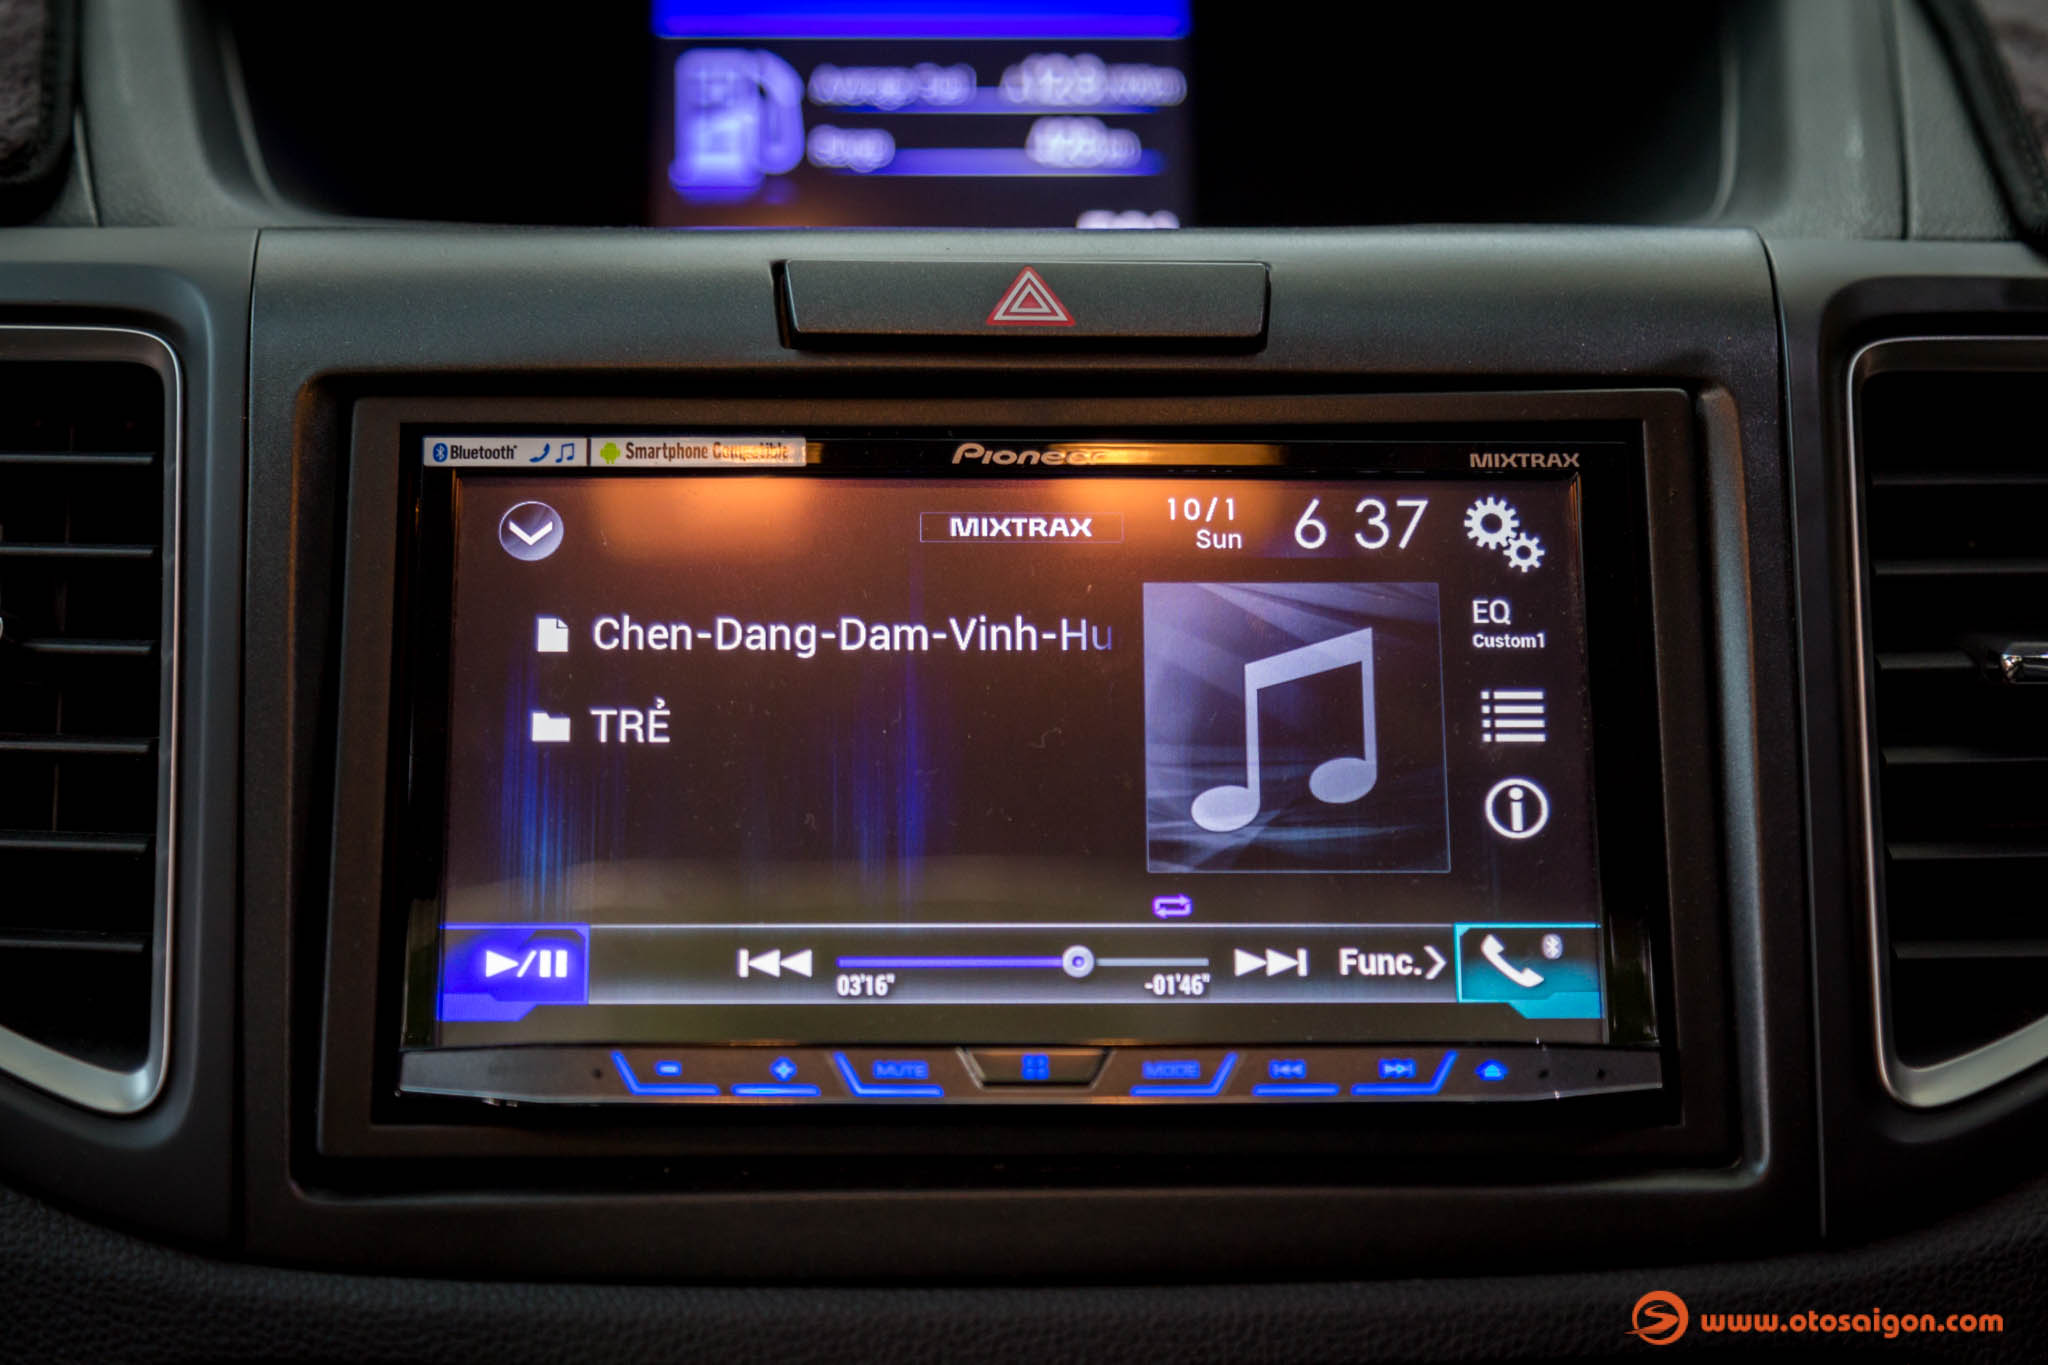 Bluetooth®
Smartphone Compatible
Pioneer
MIXTRAX
MIXTRAX
10/1
Sun
6 37
EQ
Custom1
Chen-Dang-Dam-Vinh-Hu
TRẺ
03'16"
-01'46"
Func.
MUTE
MODE
www.otosaigon.com